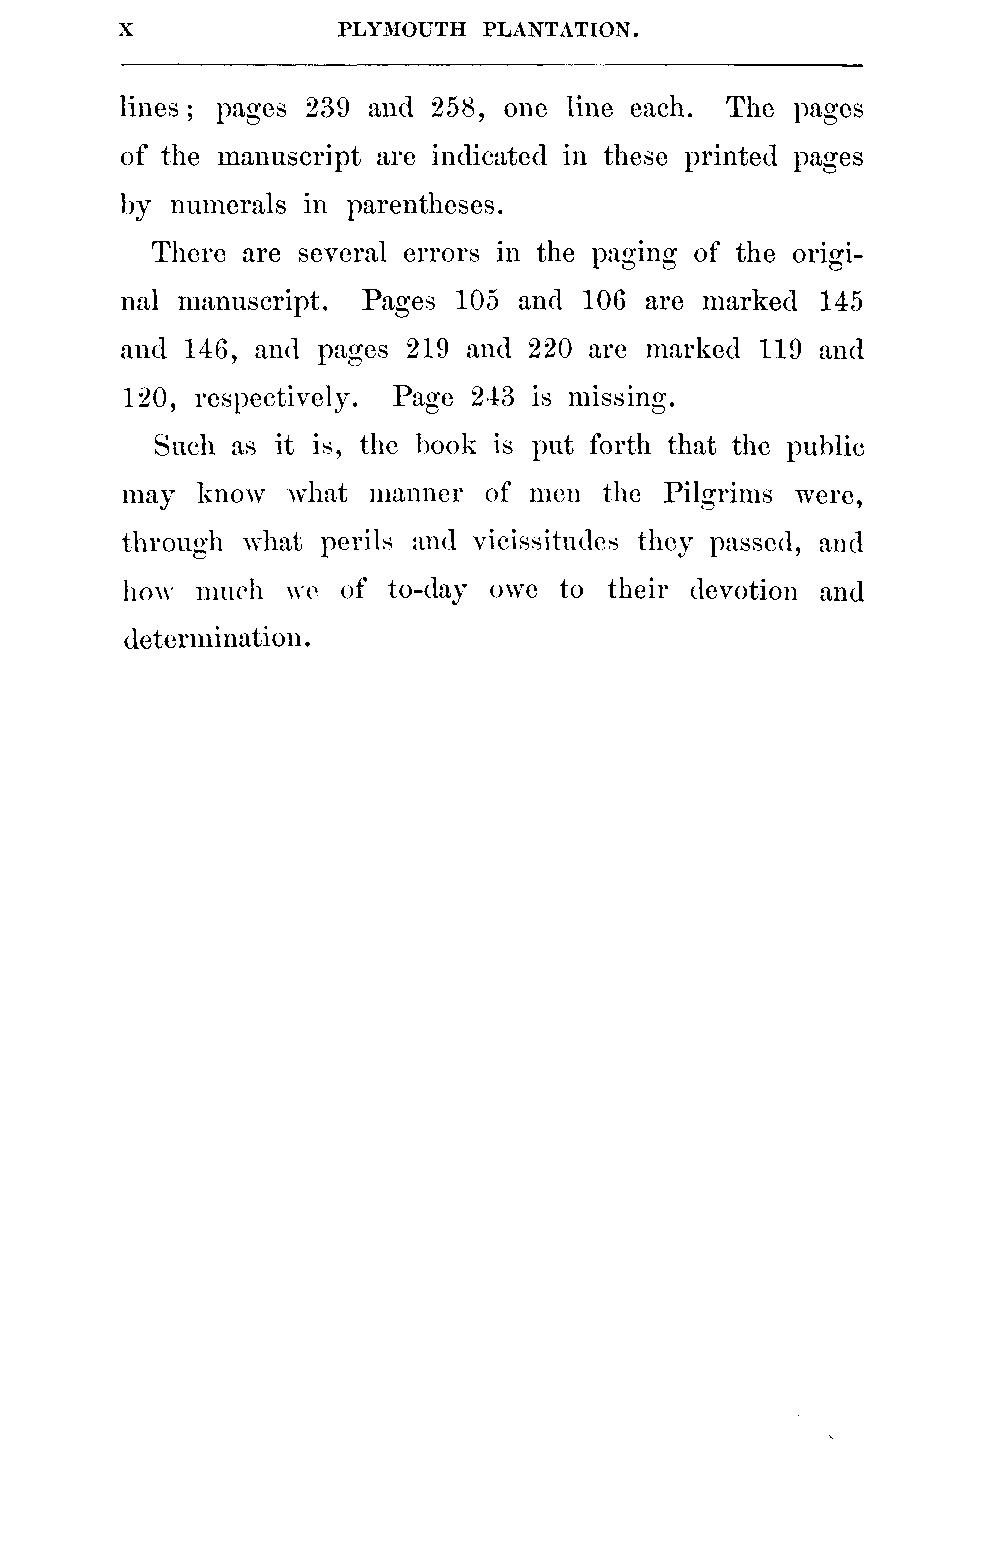 X PLYMOUTH PLANTATION.
lines; pages 239 and 258, one line each. The pages
of the manuscript are indicated in these printed pages
by numerals in parentheses.
There are several errors in the paging of the origi-
nal manuscript. Pages 105 and 106 are marked 145
and 146, and pages 219 and 220 are marked 119 and
120, respectively. Page 243 is missing.
Such as it is, the book is put forth that the public
may know what manner of men the Pilgrims were,
through what perils and vicissitudes they passed, and
how much we of to-day owe to their devotion and
determination.